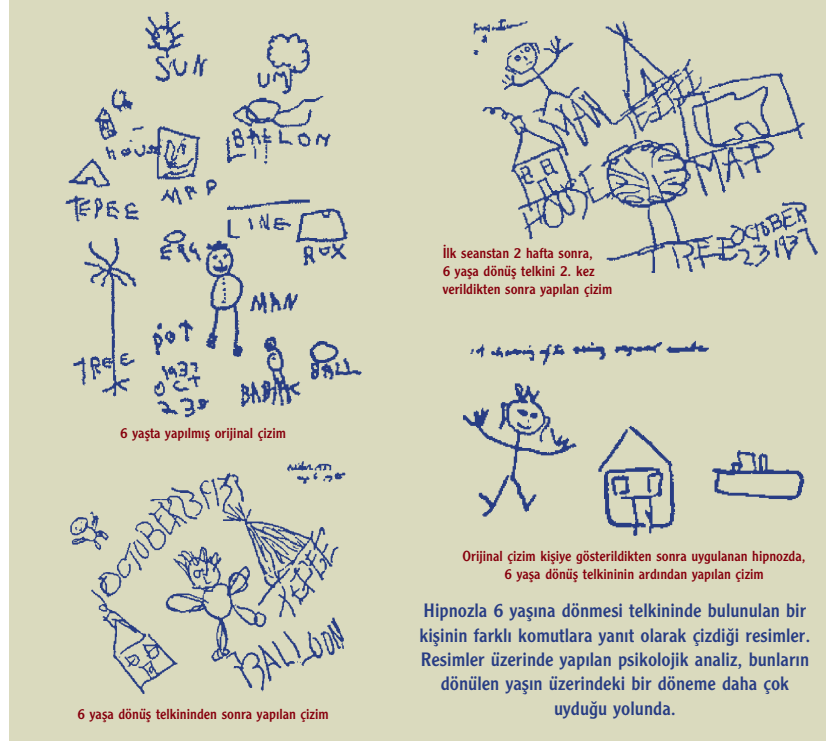 SUN
UMJ
BALLON
HOUSE
MAP
TEPEE
LINE
BOX
EGG
MAN
TREE
POT
1937
OCT
23
BALL
6 yaşta yapılmış orijinal çizim
MAN
TEPEE
HOUSE
MAP
TREE
OCTOBER
23 1937
İlk seanstan 2 hafta sonra,
6 yaşa dönüş telkini 2. kez
verildikten sonra yapılan çizim
OCTOBER 23 1937
TEPEE
BALLOON
6 yaşa dönüş telkininden sonra yapılan çizim
Orijinal çizim kişiye gösterildikten sonra uygulanan hipnozda,
6 yaşa dönüş telkininin ardından yapılan çizim
Hipnozla 6 yaşına dönmesi telkininde bulunulan bir
kişinin farklı komutlara yanıt olarak çizdiği resimler.
Resimler üzerinde yapılan psikolojik analiz, bunların
dönülen yaşın üzerindeki bir döneme daha çok
uyduğu yolunda.